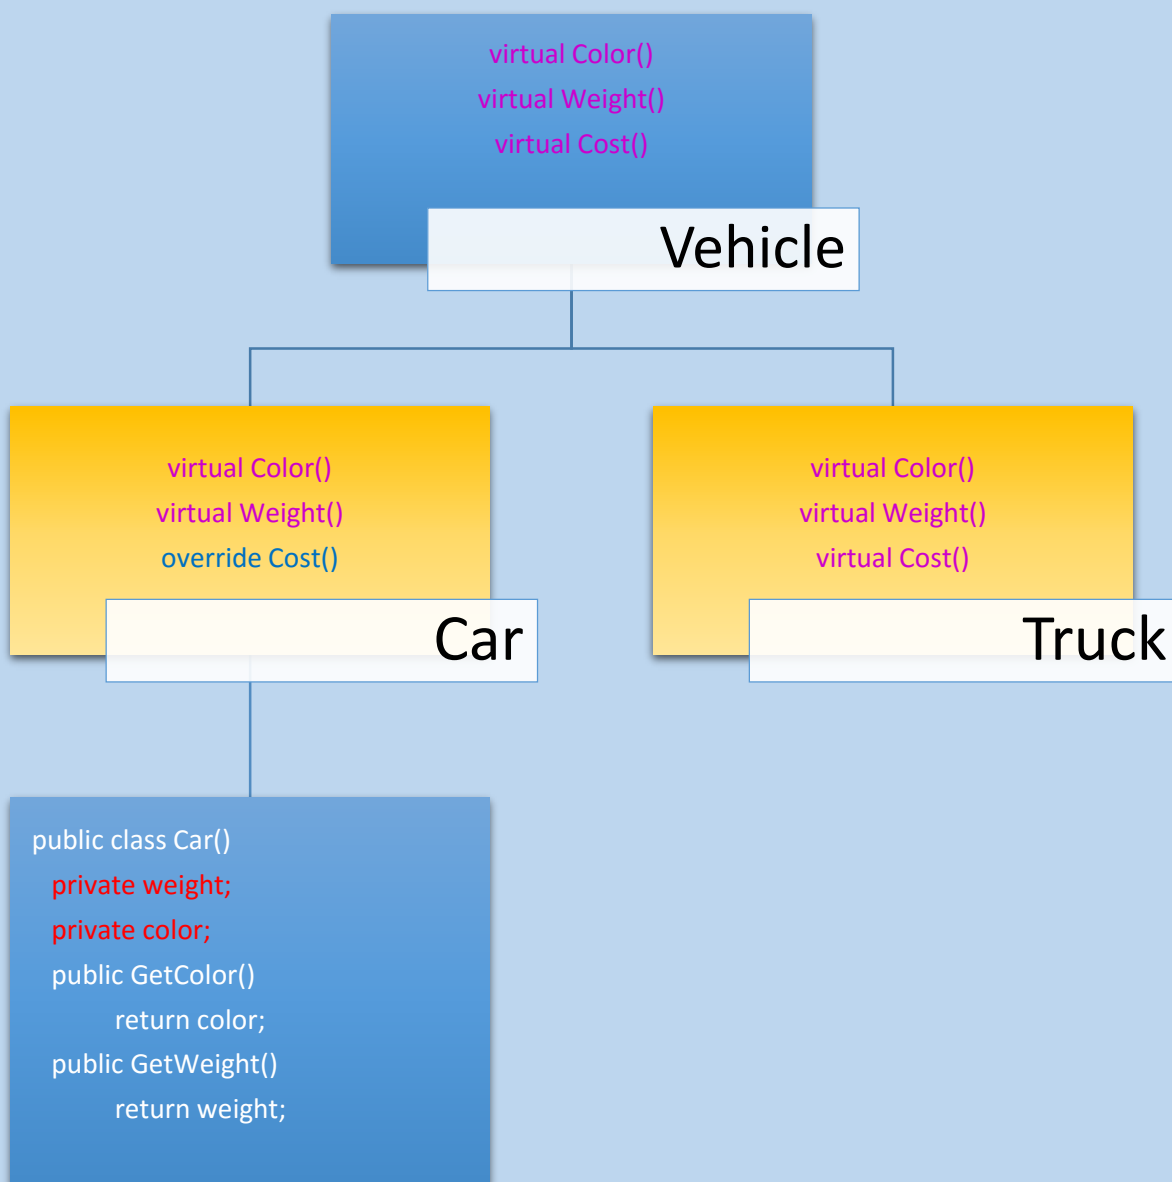 virtual Color()
virtual Weight()
virtual Cost()
Vehicle
virtual Color()
virtual Weight()
override Cost()
Car
virtual Color()
virtual Weight()
virtual Cost()
Truck
public class Car()
private weight;
private color;
public GetColor()
return color;
public GetWeight()
return weight;